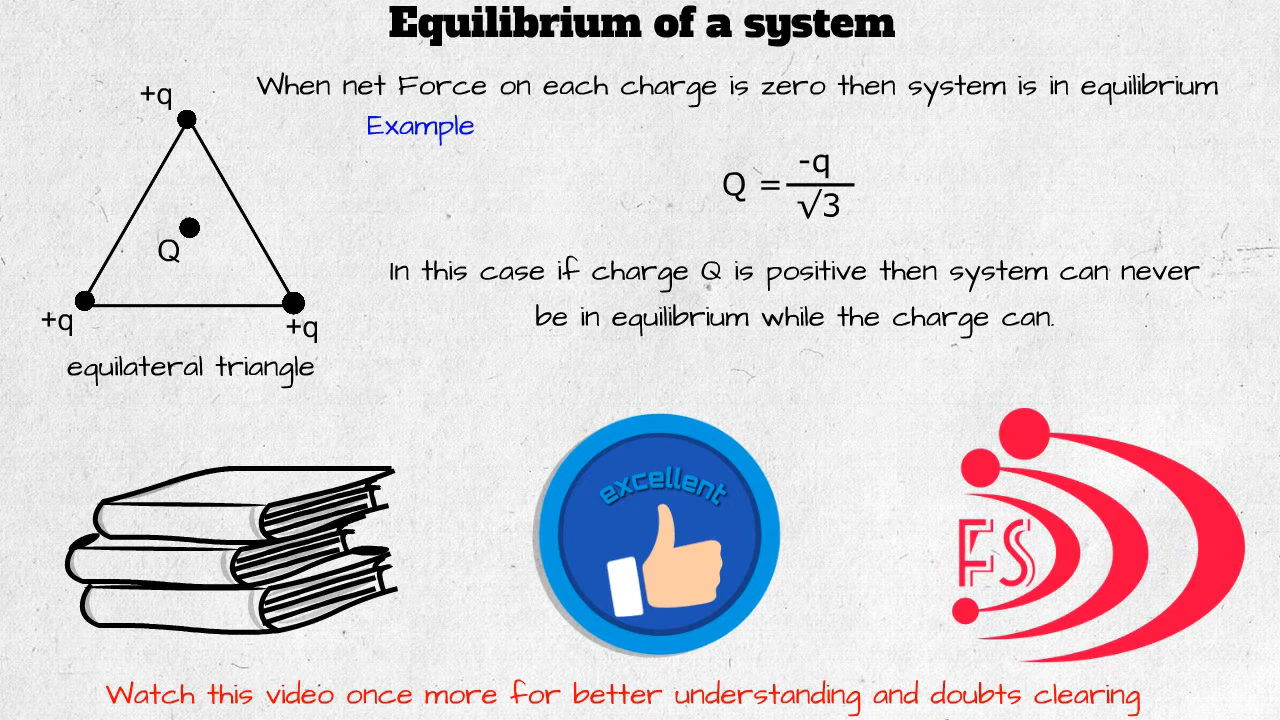 Equilibrium of a system
When net Force on each charge is zero then system is in equilibrium
Example
+q
Q
+q
+q
equilateral triangle
Q = -q/√3
In this case if charge Q is positive then system can never
be in equilibrium while the charge can.
excellent
FS
Watch this video once more for better understanding and doubts clearing